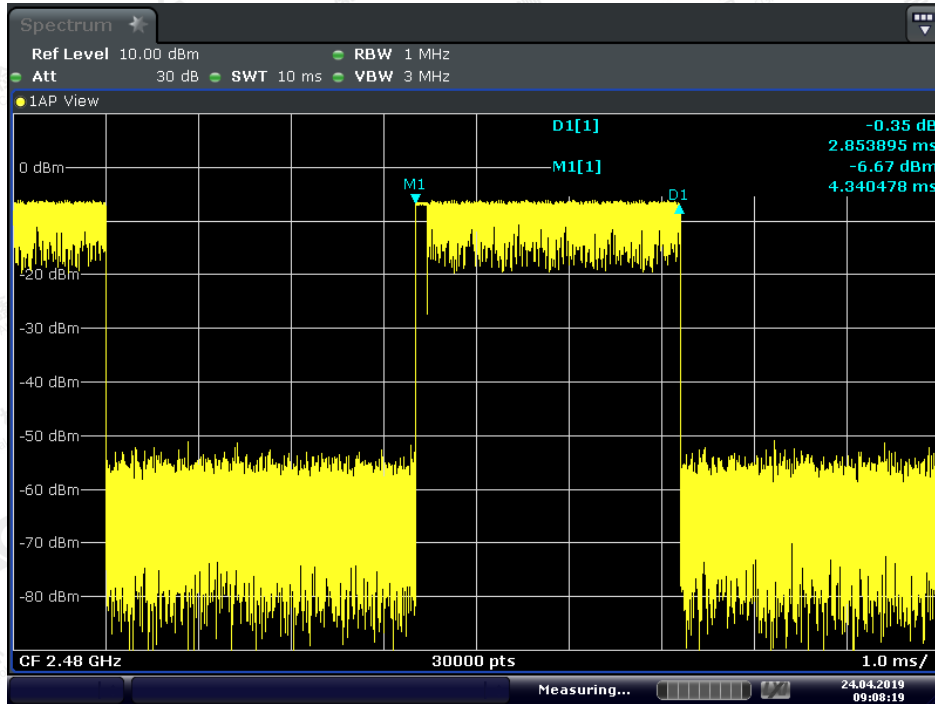 Spectrum
Ref Level 10.00 dBm RBW 1 MHz
Att 30 dB SWT 10 ms VBW 3 MHz
1AP View
D1[1] -0.35 dB
2.853895 ms
0 dBm M1[1] -6.67 dBm
4.340478 ms
M1
D1
-20 dBm
-30 dBm
-40 dBm
-50 dBm
-60 dBm
-70 dBm
-80 dBm
CF 2.48 GHz 30000 pts 1.0 ms/
Measuring... 24.04.2019
09:08:19